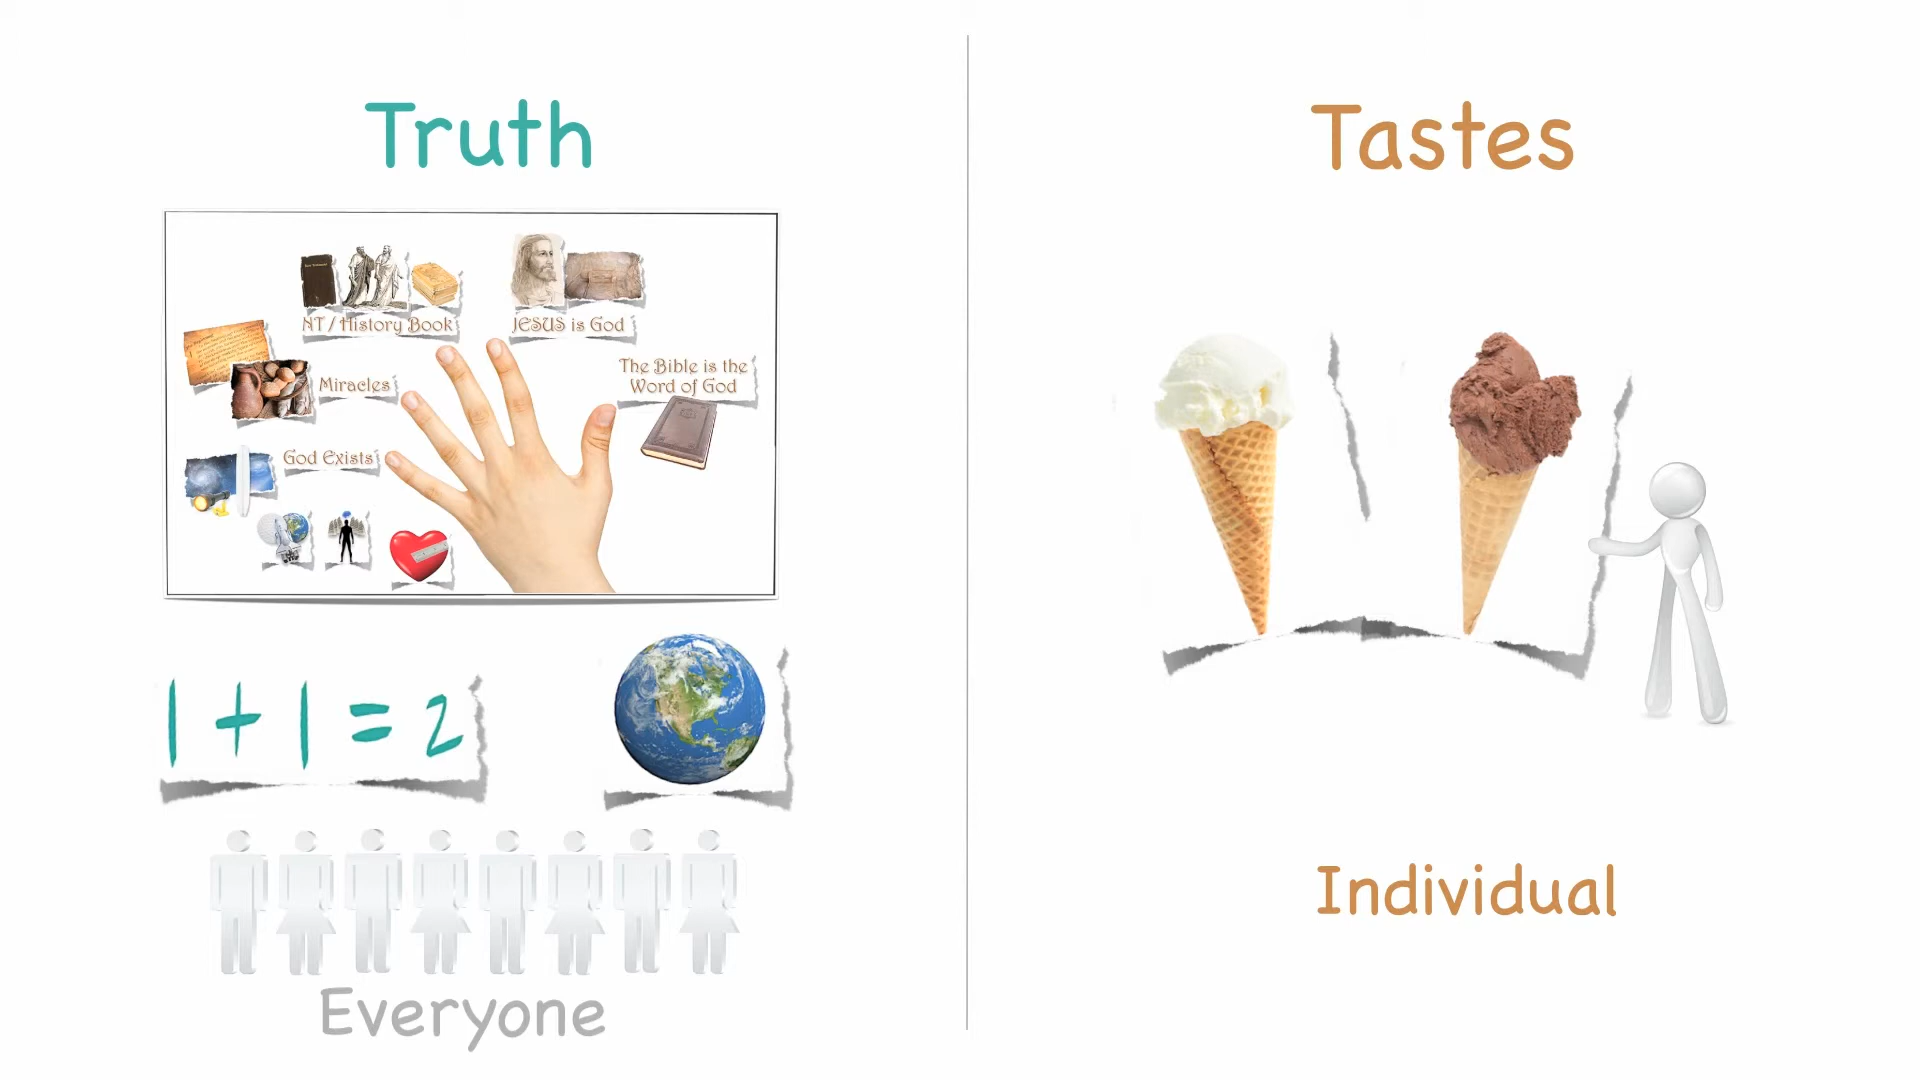 Truth
Tastes
NT / History Book
JESUS is God
The Bible is the
Word of God
Miracles
God Exists
1 + 1 = 2
Individual
Everyone